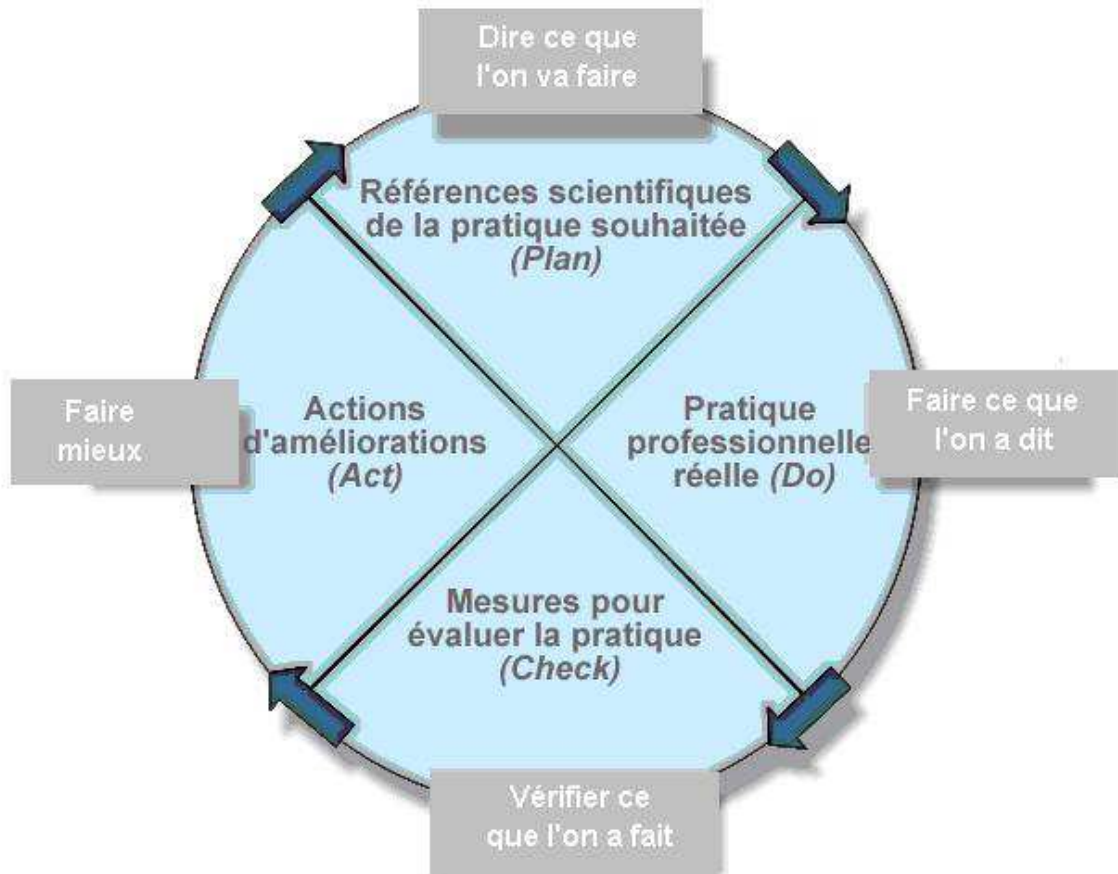 Dire ce que
l'on va faire
Références scientifiques
de la pratique souhaitée
(Plan)
Faire
mieux
Actions
d'améliorations
(Act)
Pratique
professionnelle
réelle (Do)
Faire ce que
l'on a dit
Mesures pour
évaluer la pratique
(Check)
Vérifier ce
que l'on a fait